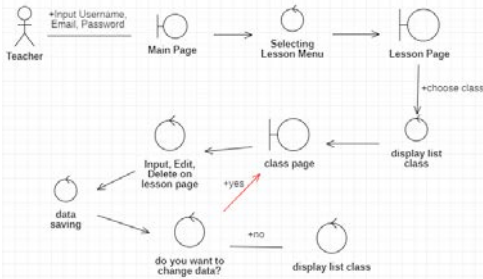 +Input Username,
Email, Password
Teacher
Main Page
Selecting
Lesson Menu
Lesson Page
+choose class
display list
class
class page
Input, Edit,
Delete on
lesson page
data
saving
+yes
do you want to
change data?
+no
display list class